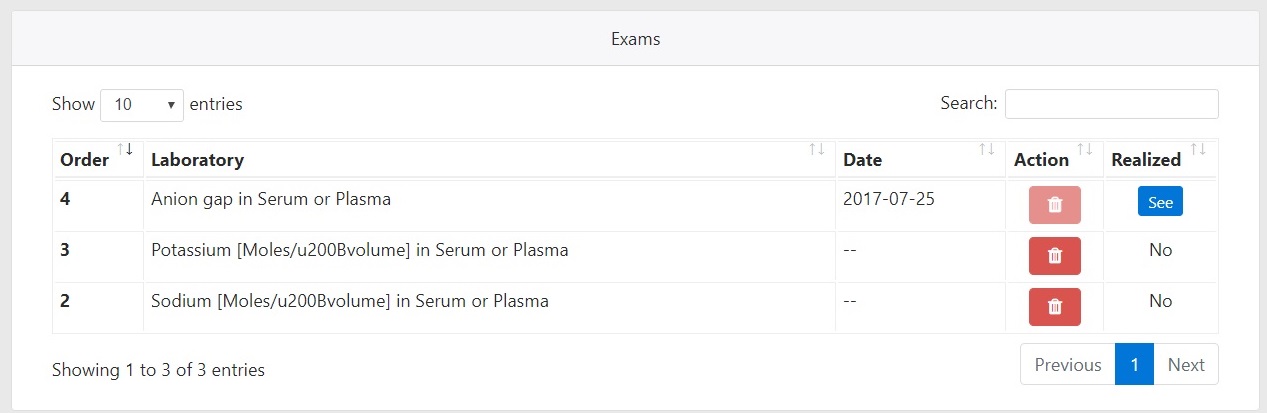 Exams
Show 10 entries Search:
Order Laboratory Date Action Realized
4 Anion gap in Serum or Plasma 2017-07-25 See
3 Potassium [Moles/u200Bvolume] in Serum or Plasma -- No
2 Sodium [Moles/u200Bvolume] in Serum or Plasma -- No
Showing 1 to 3 of 3 entries Previous 1 Next